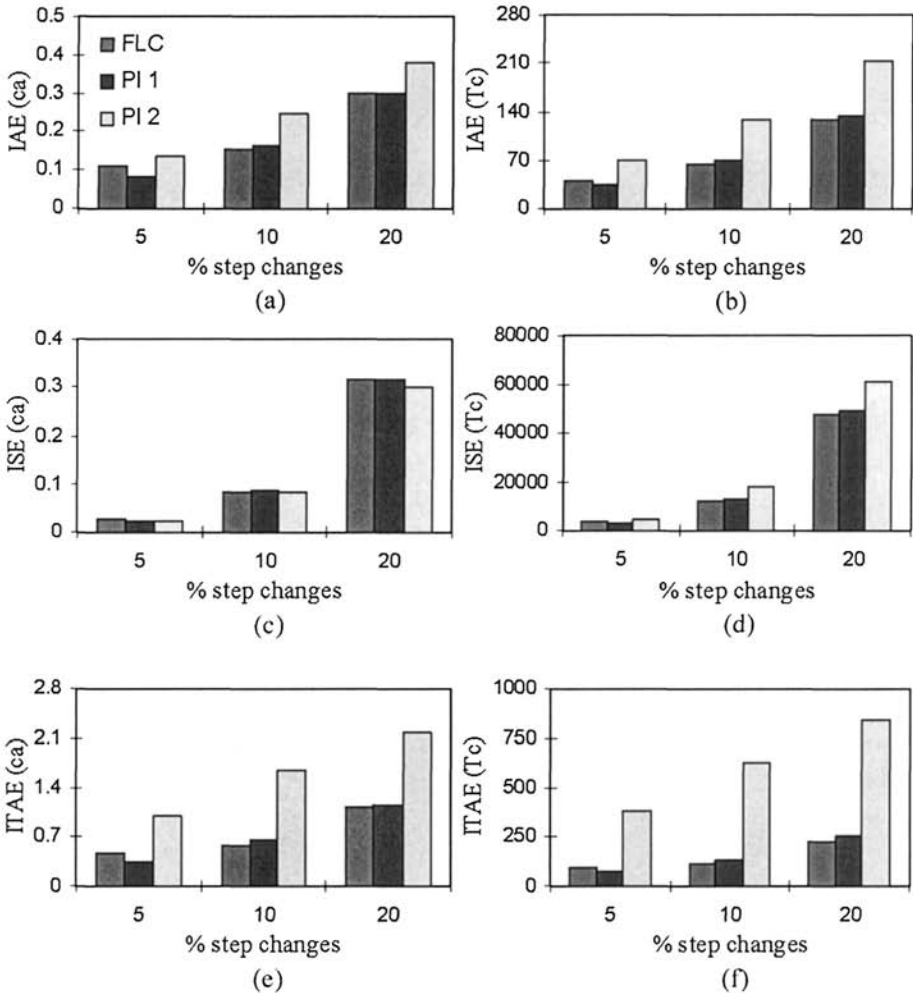 IAE (ca)
0.5
0.4
0.3
0.2
0.1
0
FLC
PI 1
PI 2
5 10 20
% step changes
(a)
IAE (Tc)
280
210
140
70
0
5 10 20
% step changes
(b)
ISE (ca)
0.4
0.3
0.2
0.1
0
5 10 20
% step changes
(c)
ISE (Tc)
80000
60000
40000
20000
0
5 10 20
% step changes
(d)
ITAE (ca)
2.8
2.1
1.4
0.7
0
5 10 20
% step changes
(e)
ITAE (Tc)
1000
750
500
250
0
5 10 20
% step changes
(f)